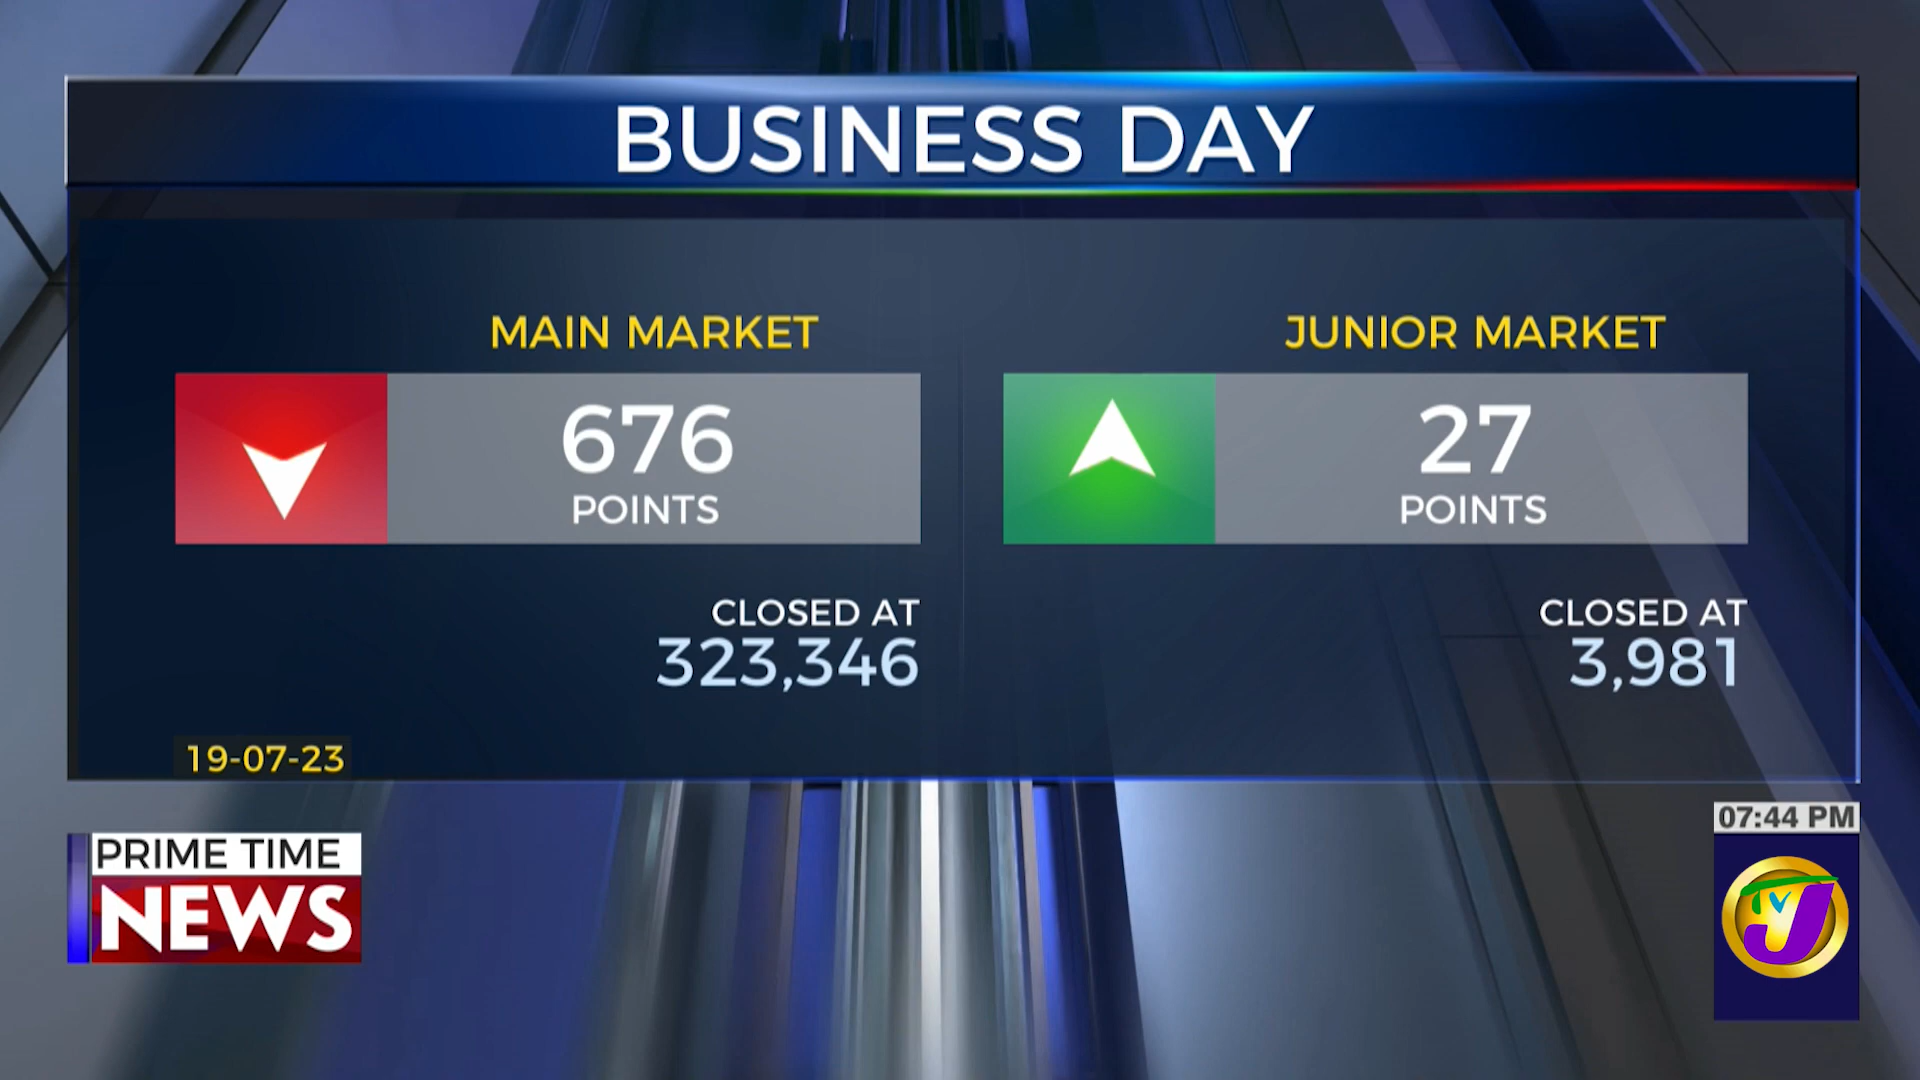 BUSINESS DAY
MAIN MARKET
676
POINTS
CLOSED AT
323,346
JUNIOR MARKET
27
POINTS
CLOSED AT
3,981
19-07-23
PRIME TIME
NEWS
07:44 PM
TVJ